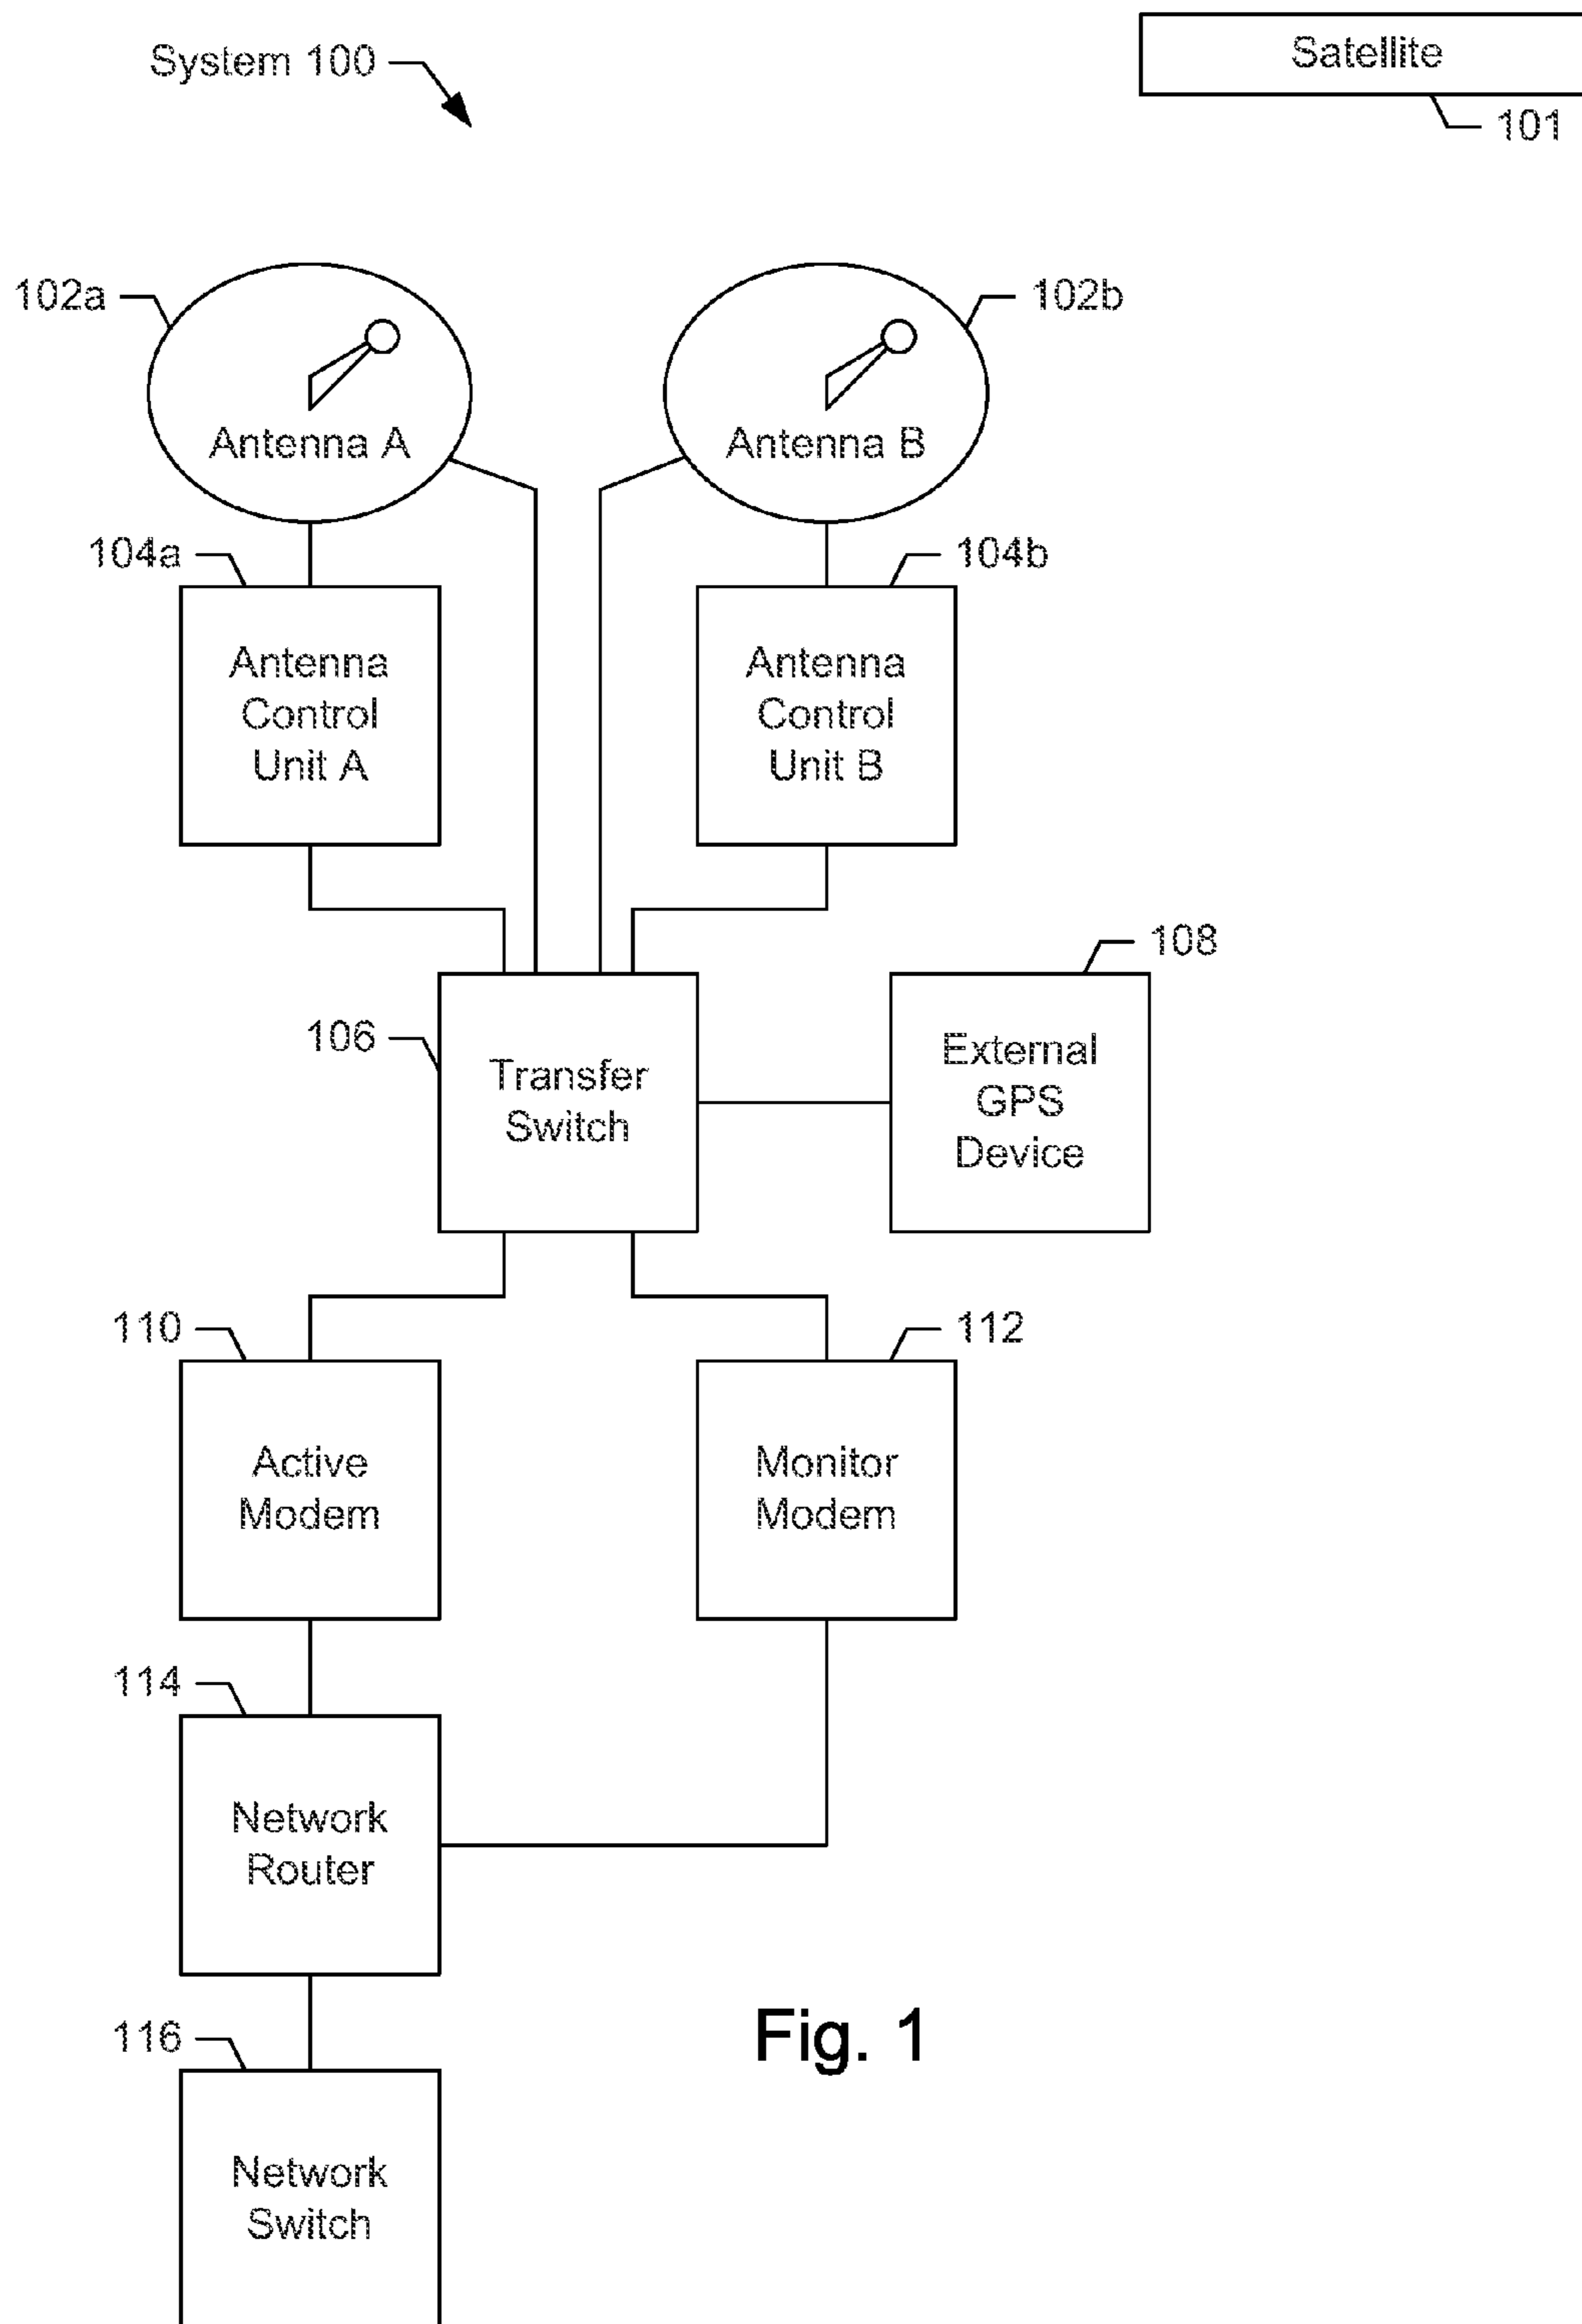 System 100
Satellite
101
102a
102b
Antenna A
Antenna B
104a
104b
Antenna
Control
Unit A
Antenna
Control
Unit B
108
106
Transfer
Switch
External
GPS
Device
110
112
Active
Modem
Monitor
Modem
114
Network
Router
Fig. 1
116
Network
Switch